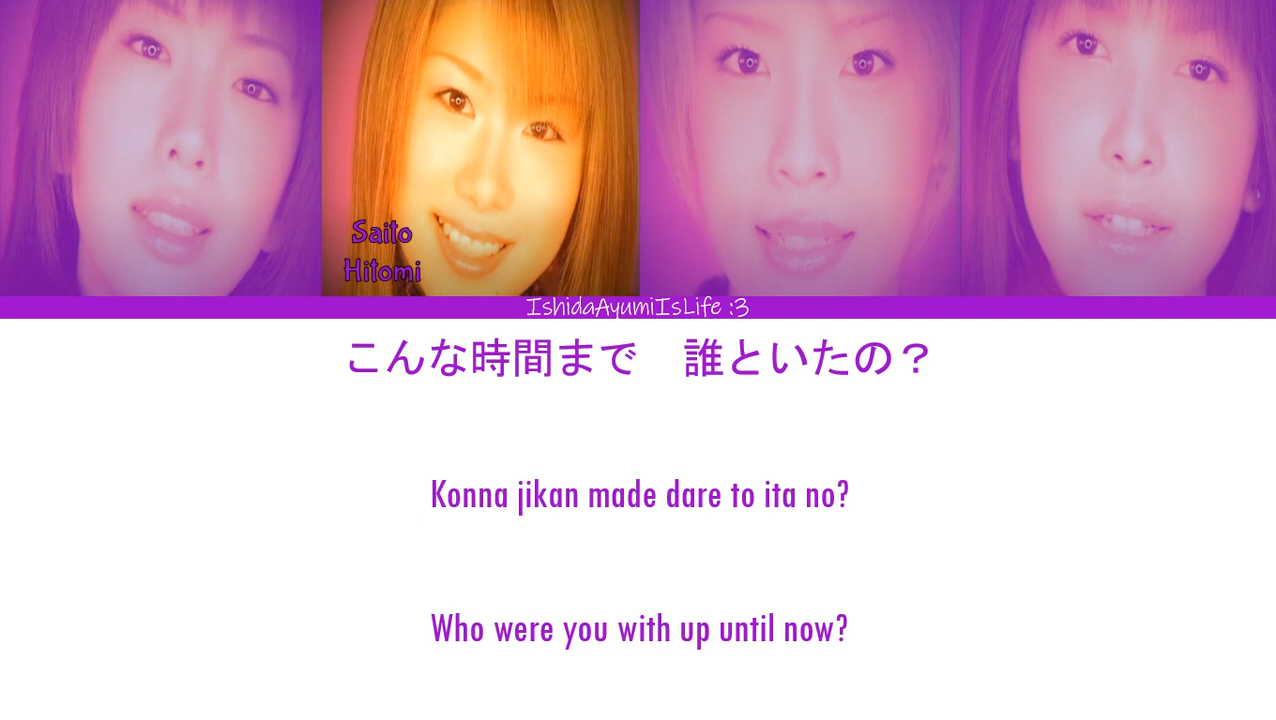 Saito
Hitomi
IshidaAyumiIsLife :3
こんな時間まで　誰といたの？
Konna jikan made dare to ita no?
Who were you with up until now?